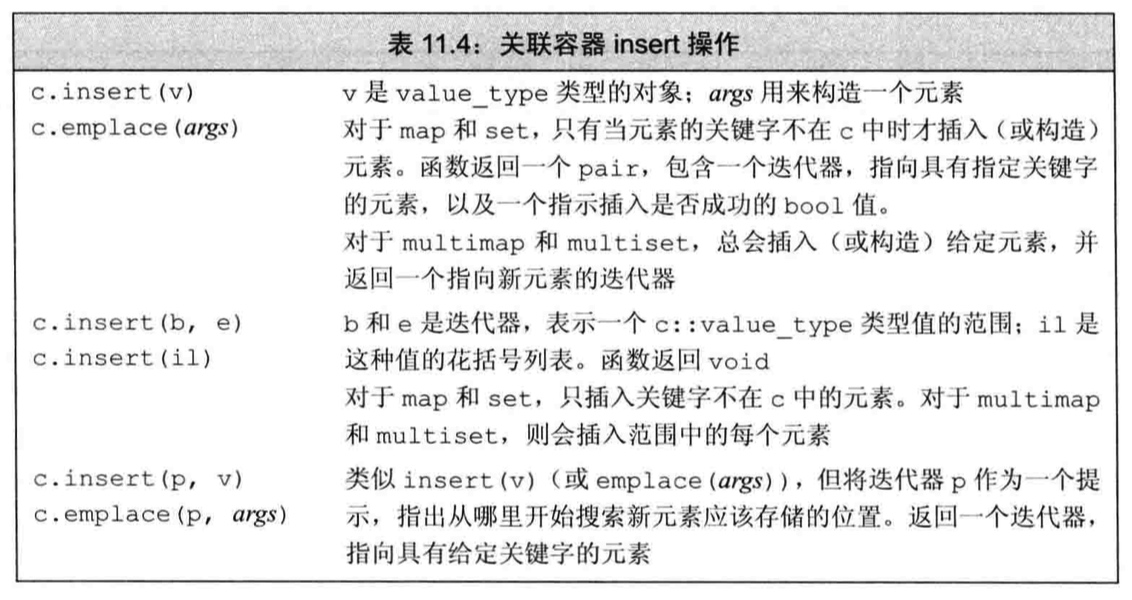 表 11.4：关联容器 insert 操作
c.insert(v) v 是 value_type 类型的对象；args 用来构造一个元素
c.emplace(args) 对于 map 和 set，只有当元素的关键字不在 c 中时才插入（或构造）
元素。函数返回一个 pair，包含一个迭代器，指向具有指定关键字
的元素，以及一个指示插入是否成功的 bool 值。
对于 multimap 和 multiset，总会插入（或构造）给定元素，并
返回一个指向新元素的迭代器
c.insert(b, e) b 和 e 是迭代器，表示一个 c::value_type 类型值的范围；il 是
c.insert(il) 这种值的花括号列表。函数返回 void
对于 map 和 set，只插入关键字不在 c 中的元素。对于 multimap
和 multiset，则会插入范围中的每个元素
c.insert(p, v) 类似 insert(v)（或 emplace(args)），但将迭代器 p 作为一个提
c.emplace(p, args) 示，指出从哪里开始搜索新元素应该存储的位置。返回一个迭代器，
指向具有给定关键字的元素